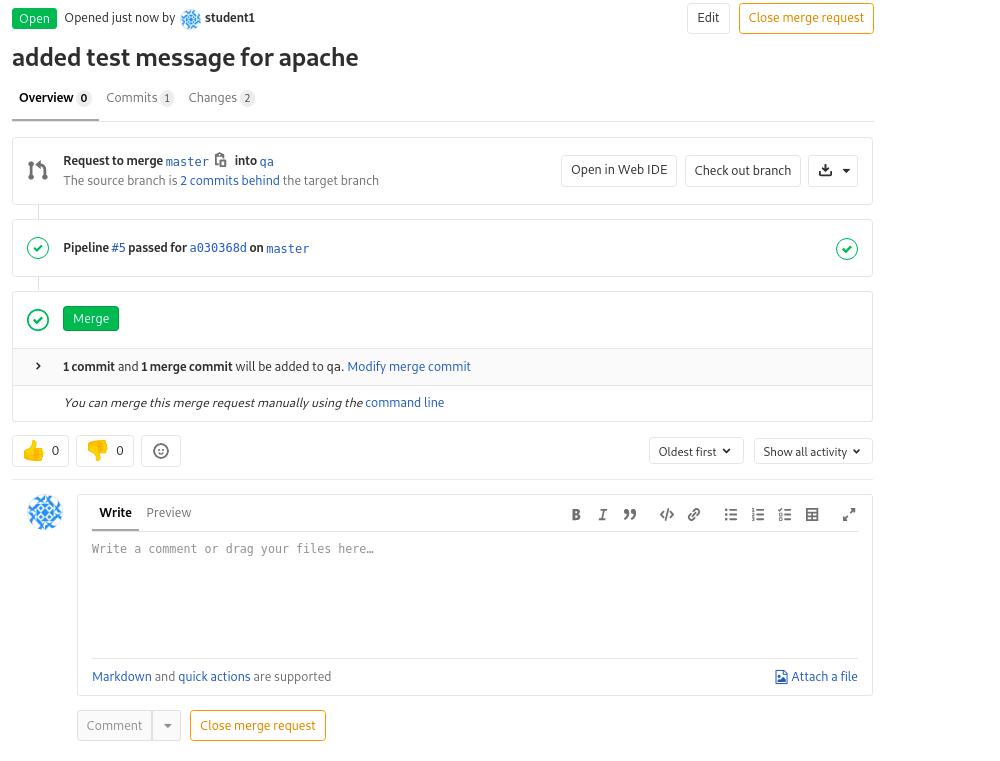 Open Opened just now by student1 Edit Close merge request
added test message for apache
Overview 0 Commits 1 Changes 2
Request to merge master into qa
The source branch is 2 commits behind the target branch
Open in Web IDE Check out branch
Pipeline #5 passed for a030368d on master
Merge
1 commit and 1 merge commit will be added to qa. Modify merge commit
You can merge this merge request manually using the command line
0 0 Oldest first Show all activity
Write Preview
Write a comment or drag your files here…
Markdown and quick actions are supported Attach a file
Comment Close merge request